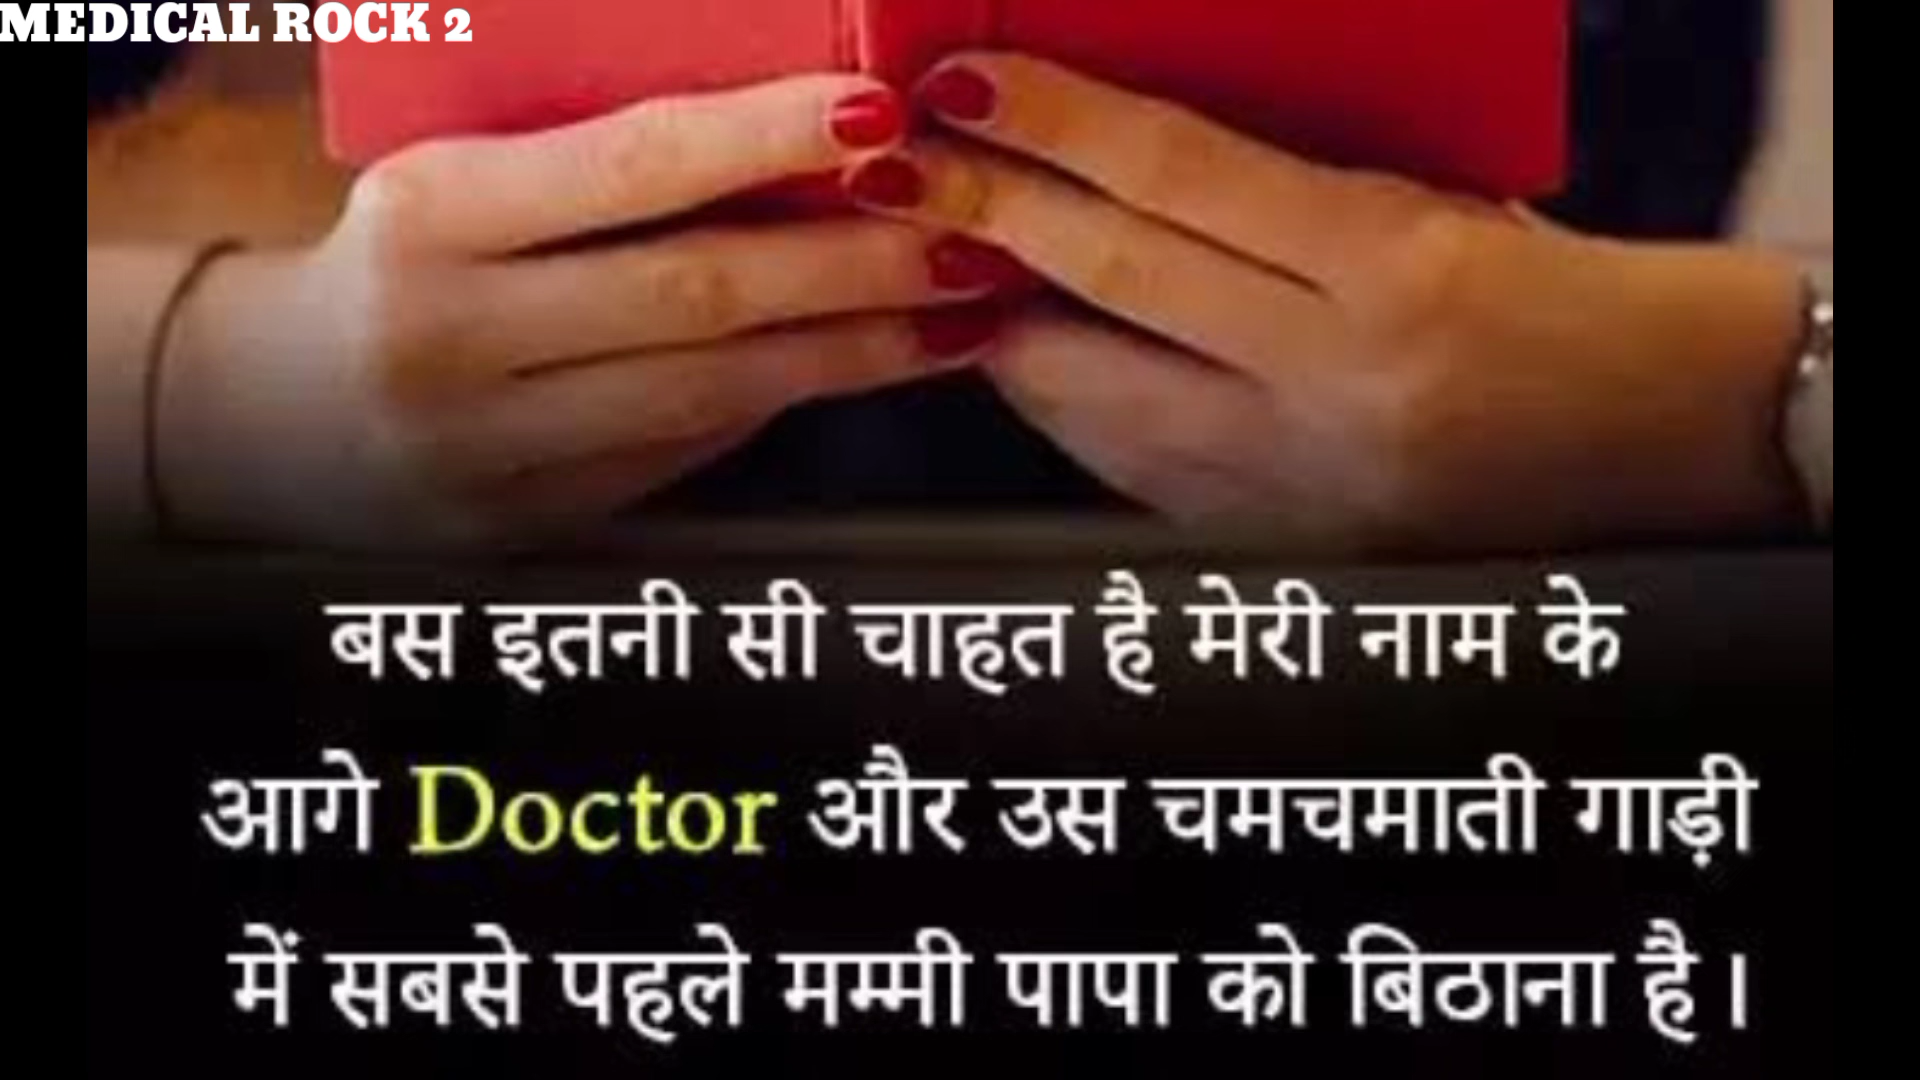 MEDICAL ROCK 2
बस इतनी सी चाहत है मेरी नाम के
आगे Doctor और उस चमचमाती गाड़ी
में सबसे पहले मम्मी पापा को बिठाना है।